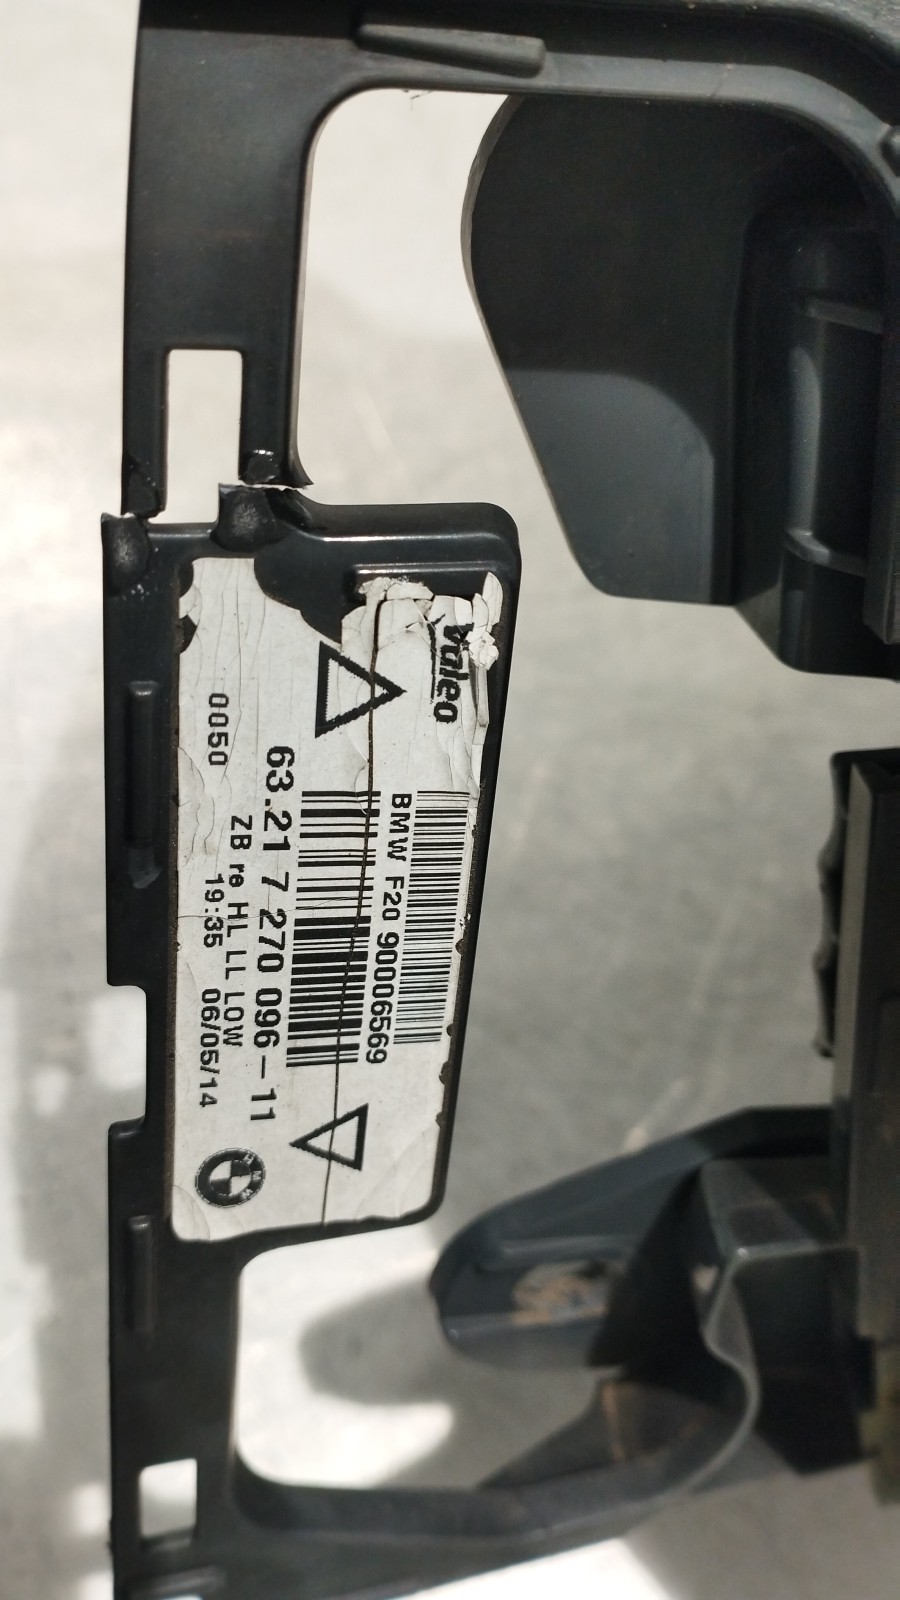 Valeo
BMW F20 90006569
63.21 7 270 096-11
ZB re HL LL LOW
0050 19:35 06/05/14
BMW